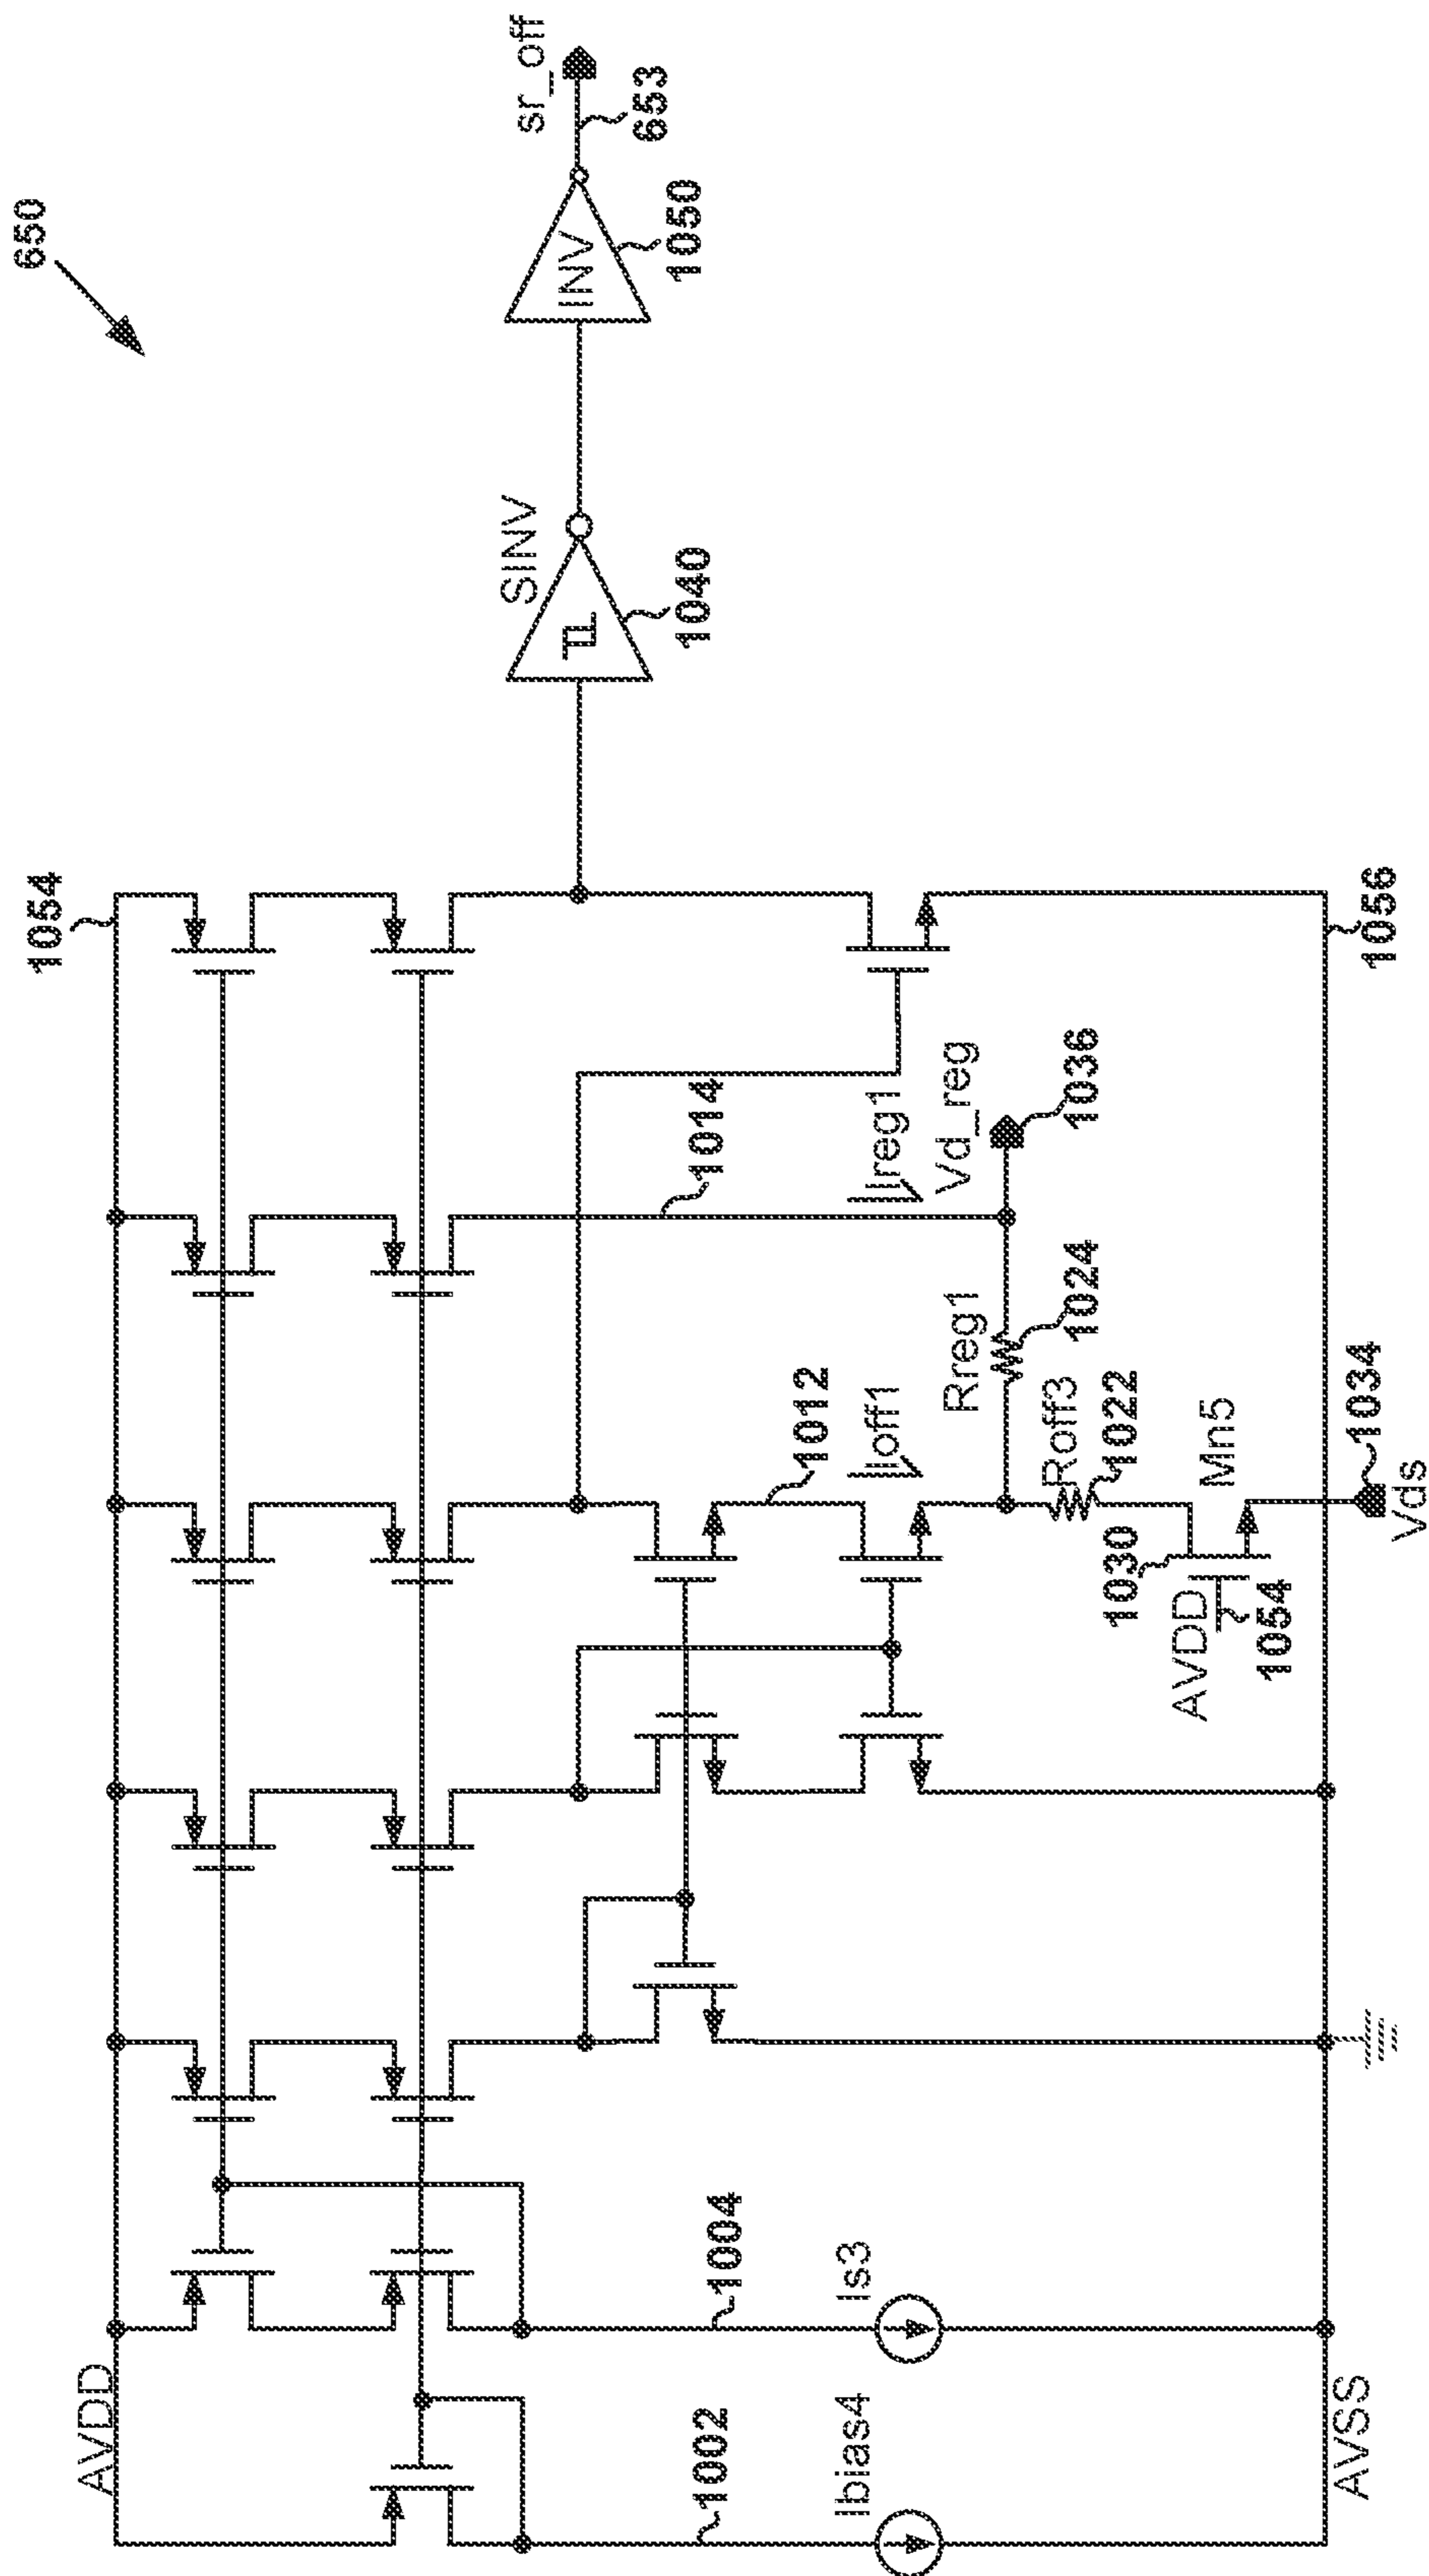 650
AVDD
1054
sr_off
653
INV
1050
SINV
1040
1002
Ibias4
1004
Is3
1012
Ioff1
1014
Ireg1
Vd_reg
1036
Rreg1
1024
Roff3
1022
1030
Mn5
AVDD
1054
1056
AVSS
1034
Vds